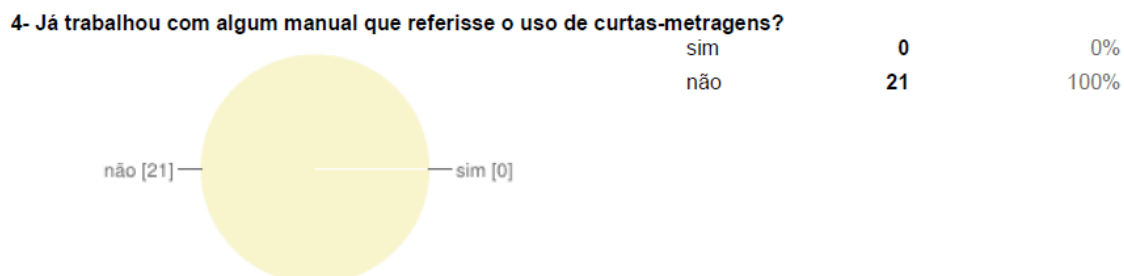 4- Já trabalhou com algum manual que referisse o uso de curtas-metragens?
sim 0 0%
não 21 100%
não [21] sim [0]